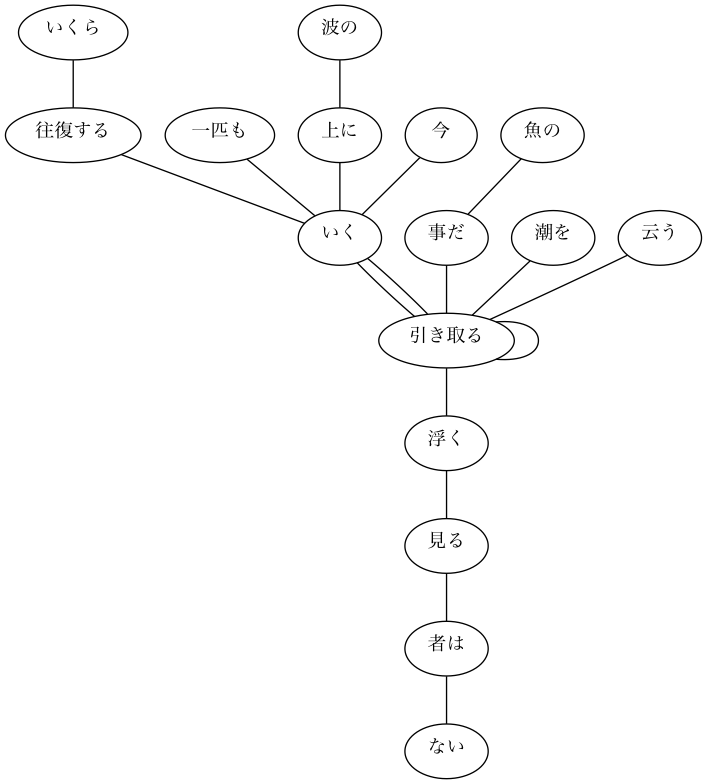 いくら
波の
往復する
一匹も
上に
今
魚の
いく
事だ
潮を
云う
引き取る
浮く
見る
者は
ない